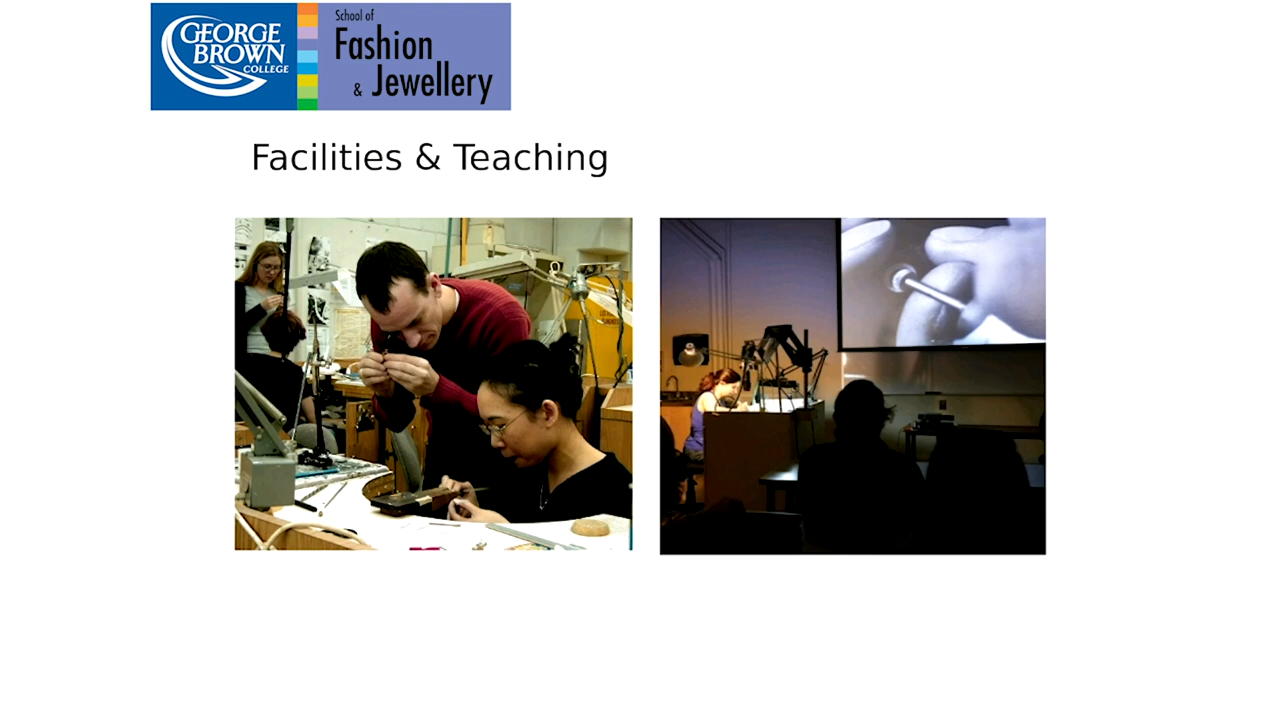 GEORGE
BROWN
COLLEGE
School of
Fashion
& Jewellery
Facilities & Teaching